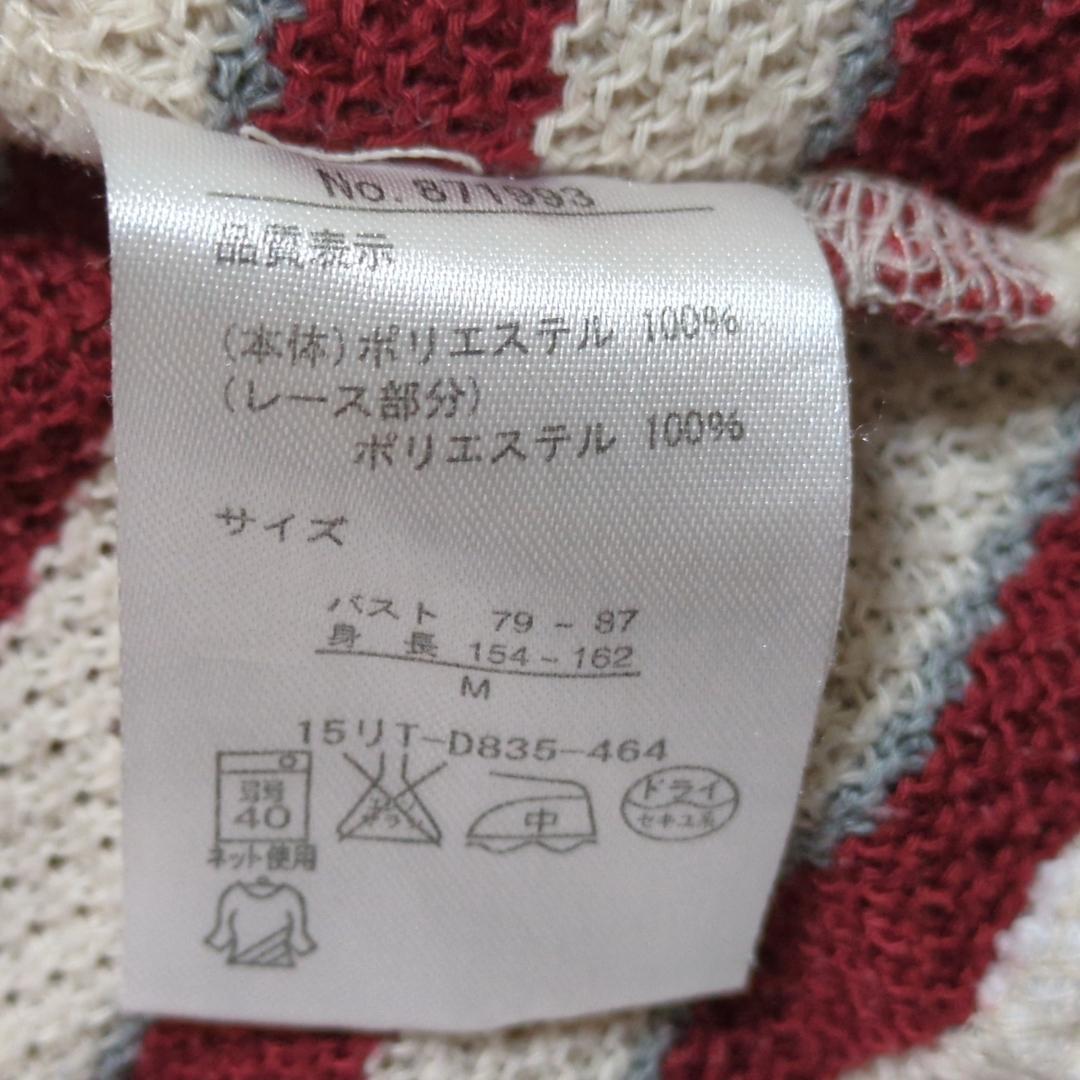 No. 871993
品質表示
(本体)ポリエステル 100%
(レース部分)
ポリエステル 100%
サイズ
バスト 79 - 87
身 長 154 - 162
M
15リT-D835-464
弱
40
ネット使用
中
ドライ
セキユ系